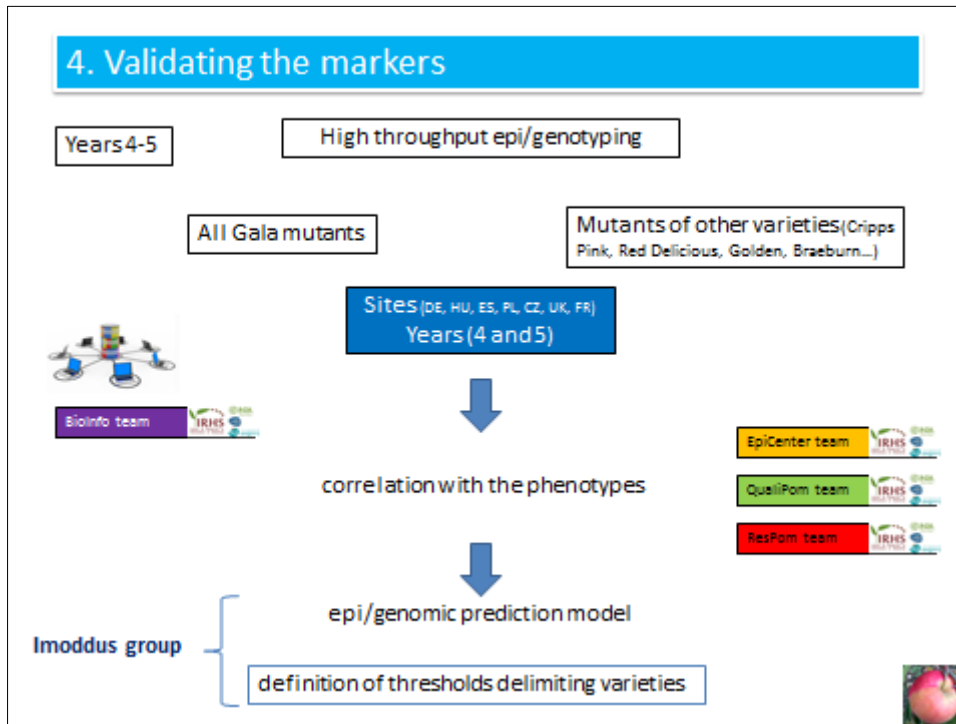 4. Validating the markers
Years 4-5
High throughput epi/genotyping
All Gala mutants
Mutants of other varieties(Cripps
Pink, Red Delicious, Golden, Braeburn...)
Sites (DE, HU, ES, PL, CZ, UK, FR)
Years (4 and 5)
BioInfo team
IRHS
EpiCenter team
IRHS
correlation with the phenotypes
QualiPom team
IRHS
ResPom team
IRHS
epi/genomic prediction model
Imoddus group
definition of thresholds delimiting varieties